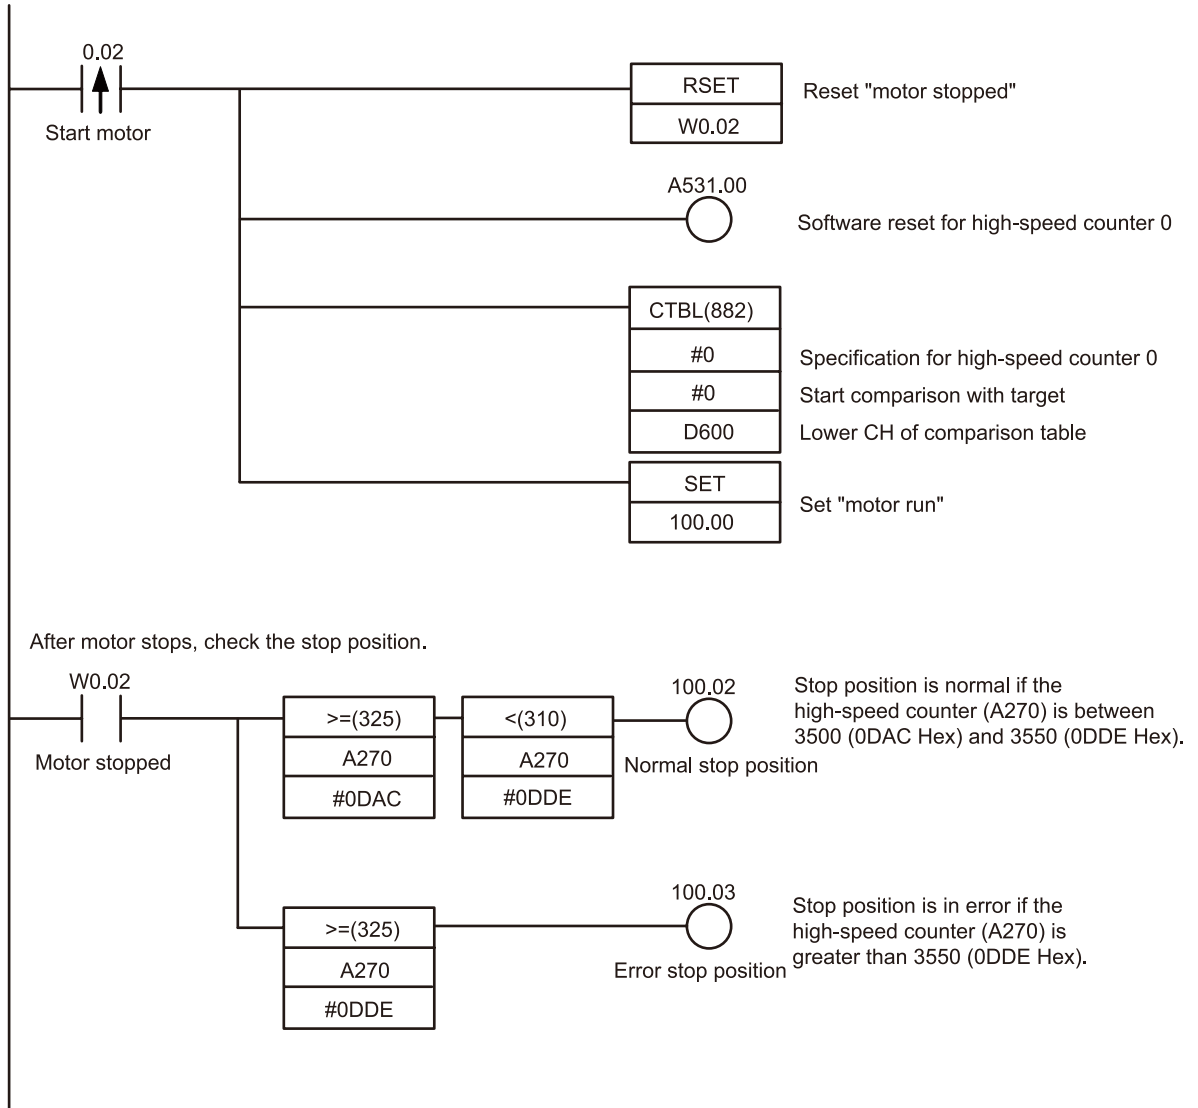 0.02
Start motor
RSET
W0.02
Reset "motor stopped"
A531.00
Software reset for high-speed counter 0
CTBL(882)
#0
Specification for high-speed counter 0
#0
Start comparison with target
D600
Lower CH of comparison table
SET
100.00
Set "motor run"
After motor stops, check the stop position.
W0.02
Motor stopped
>=(325)
A270
#0DAC
<(310)
A270
#0DDE
100.02
Normal stop position
Stop position is normal if the
high-speed counter (A270) is between
3500 (0DAC Hex) and 3550 (0DDE Hex).
>=(325)
A270
#0DDE
100.03
Error stop position
Stop position is in error if the
high-speed counter (A270) is
greater than 3550 (0DDE Hex).